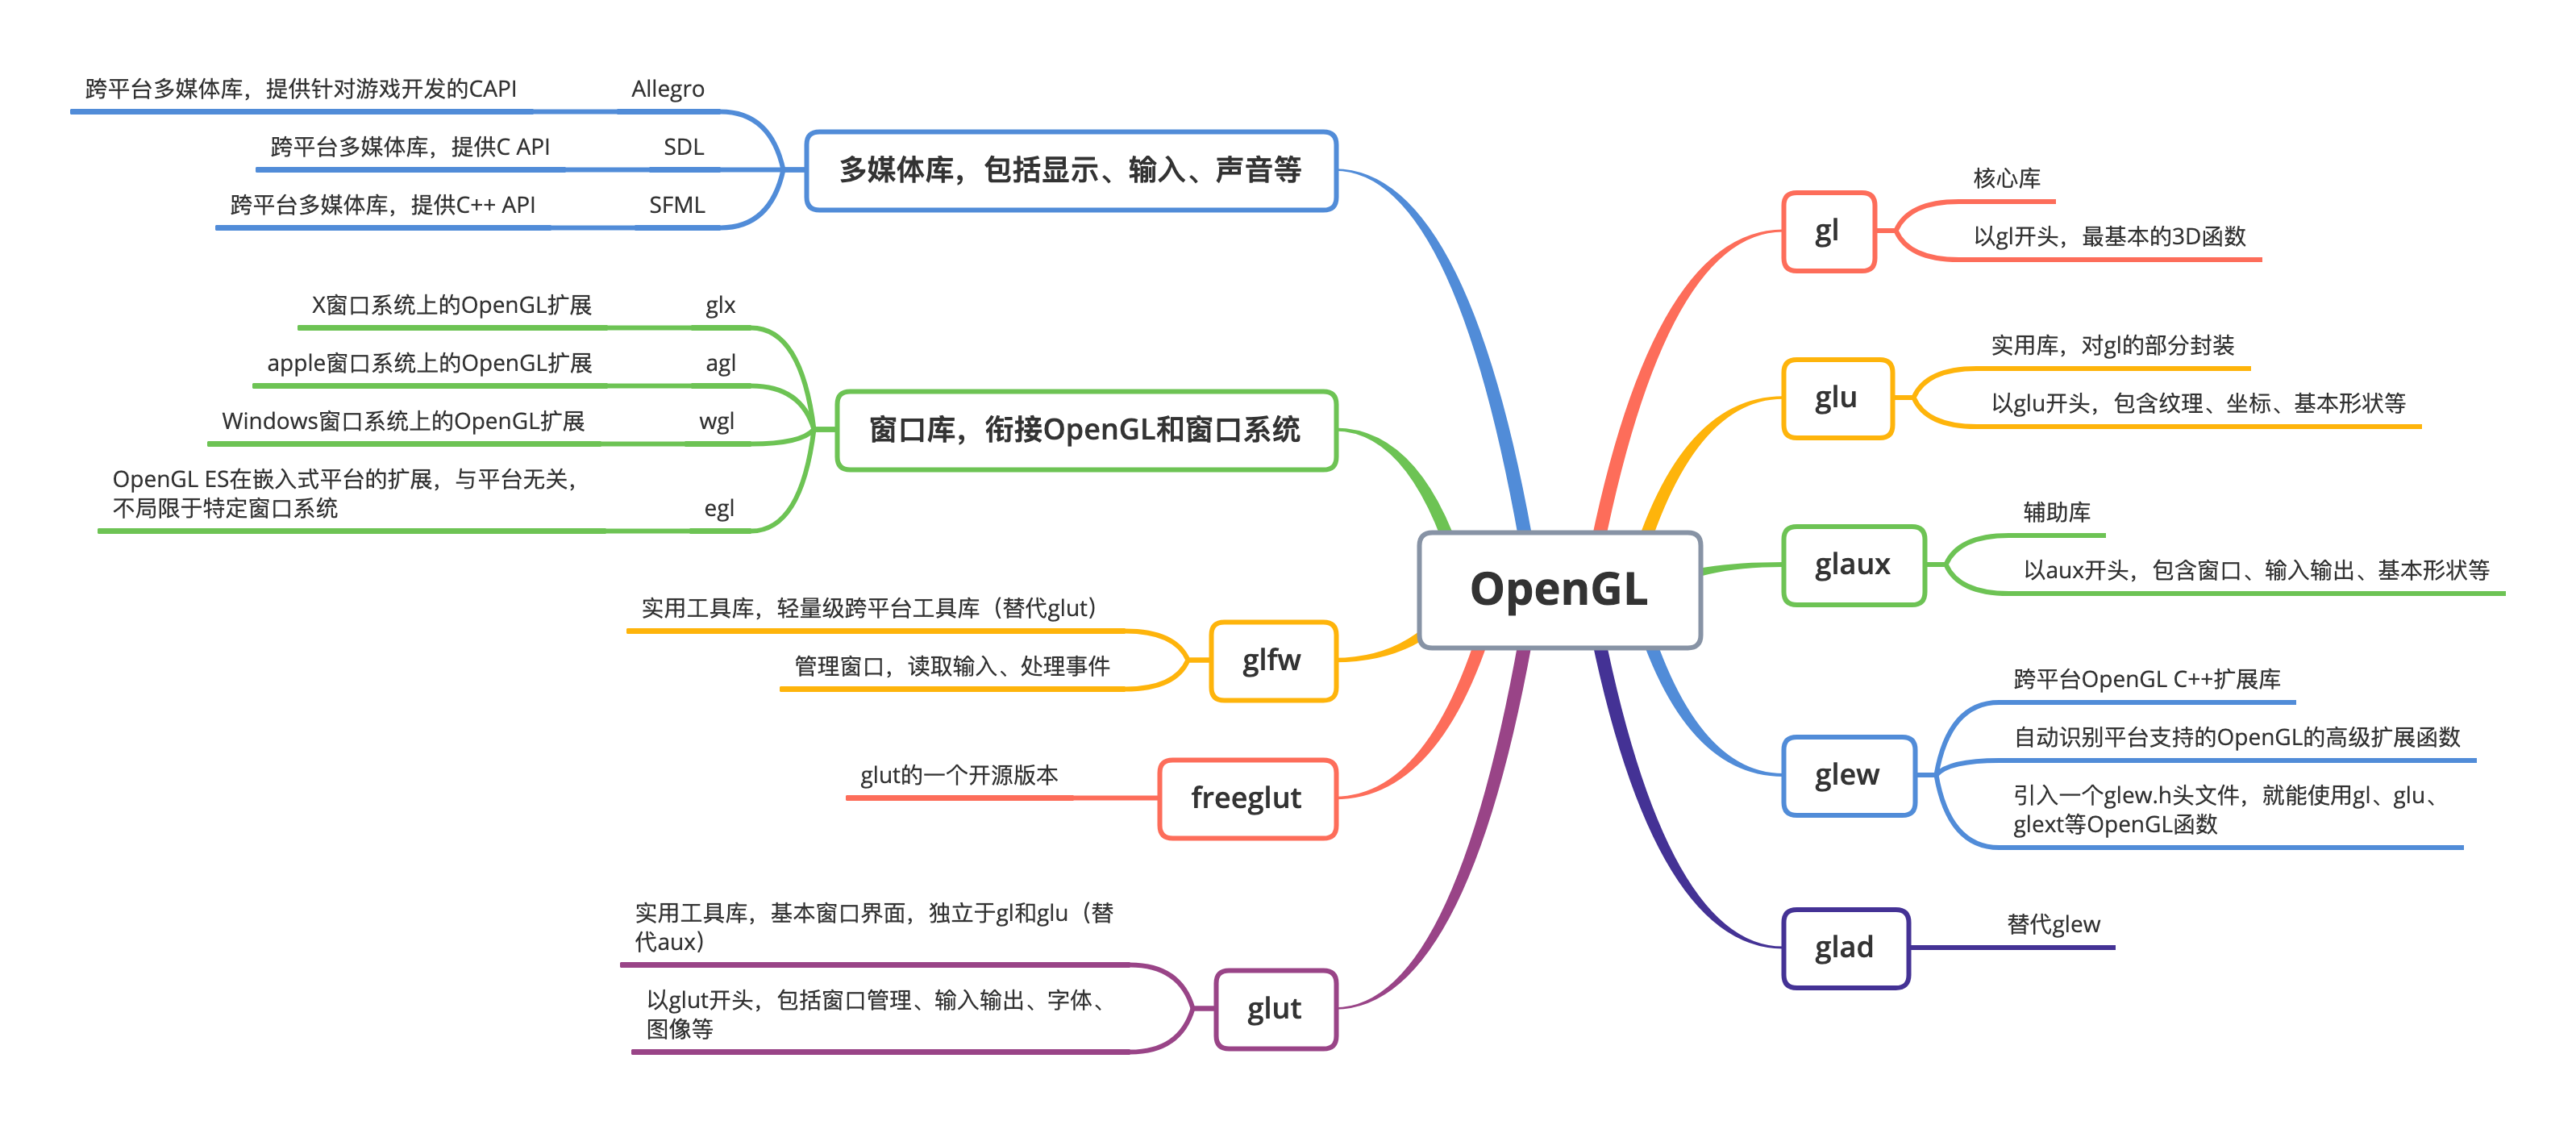 OpenGL
gl
核心库
以gl开头，最基本的3D函数
glu
实用库，对gl的部分封装
以glu开头，包含纹理、坐标、基本形状等
glaux
辅助库
以aux开头，包含窗口、输入输出、基本形状等
glew
跨平台OpenGL C++扩展库
自动识别平台支持的OpenGL的高级扩展函数
引入一个glew.h头文件，就能使用gl、glu、
glext等OpenGL函数
glad
替代glew
多媒体库，包括显示、输入、声音等
Allegro
跨平台多媒体库，提供针对游戏开发的CAPI
SDL
跨平台多媒体库，提供C API
SFML
跨平台多媒体库，提供C++ API
窗口库，衔接OpenGL和窗口系统
glx
X窗口系统上的OpenGL扩展
agl
apple窗口系统上的OpenGL扩展
wgl
Windows窗口系统上的OpenGL扩展
egl
OpenGL ES在嵌入式平台的扩展，与平台无关，
不局限于特定窗口系统
glfw
实用工具库，轻量级跨平台工具库（替代glut）
管理窗口，读取输入、处理事件
freeglut
glut的一个开源版本
glut
实用工具库，基本窗口界面，独立于gl和glu（替
代aux）
以glut开头，包括窗口管理、输入输出、字体、
图像等